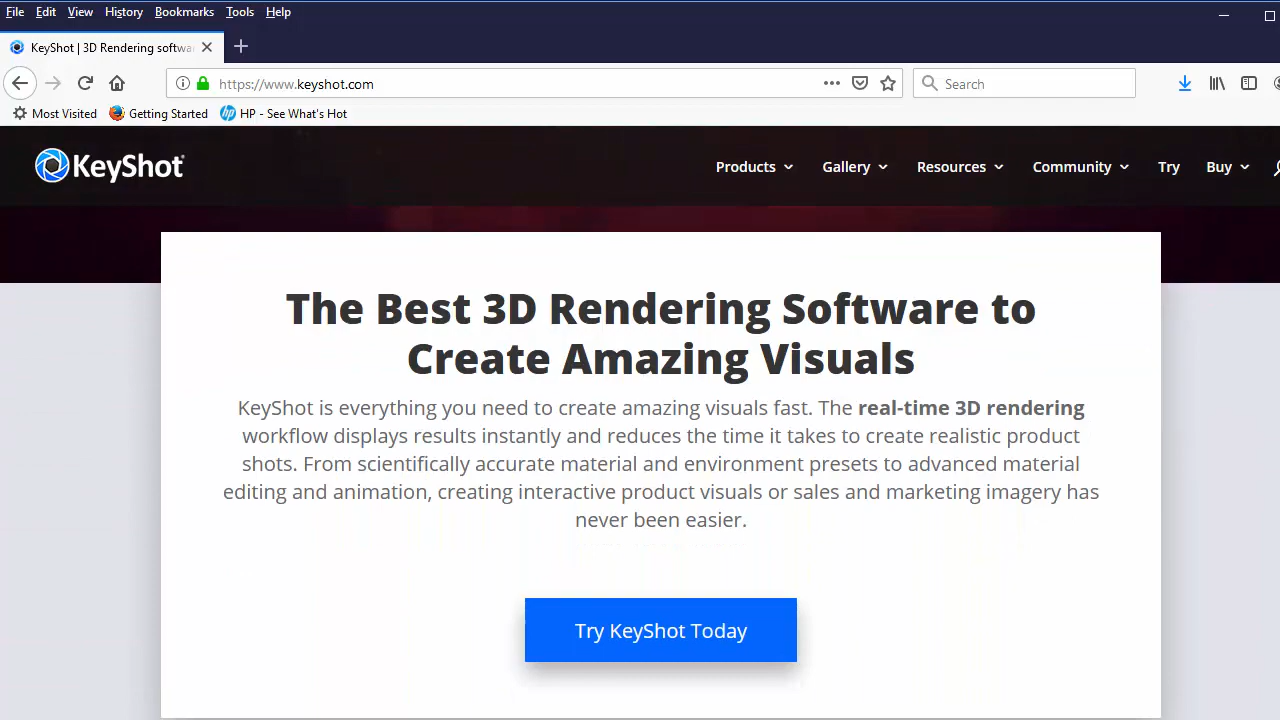 File Edit View History Bookmarks Tools Help
KeyShot | 3D Rendering softwa
https://www.keyshot.com
Search
Most Visited Getting Started HP - See What's Hot
KeyShot Products Gallery Resources Community Try Buy
The Best 3D Rendering Software to
Create Amazing Visuals
KeyShot is everything you need to create amazing visuals fast. The real-time 3D rendering
workflow displays results instantly and reduces the time it takes to create realistic product
shots. From scientifically accurate material and environment presets to advanced material
editing and animation, creating interactive product visuals or sales and marketing imagery has
never been easier.
Try KeyShot Today